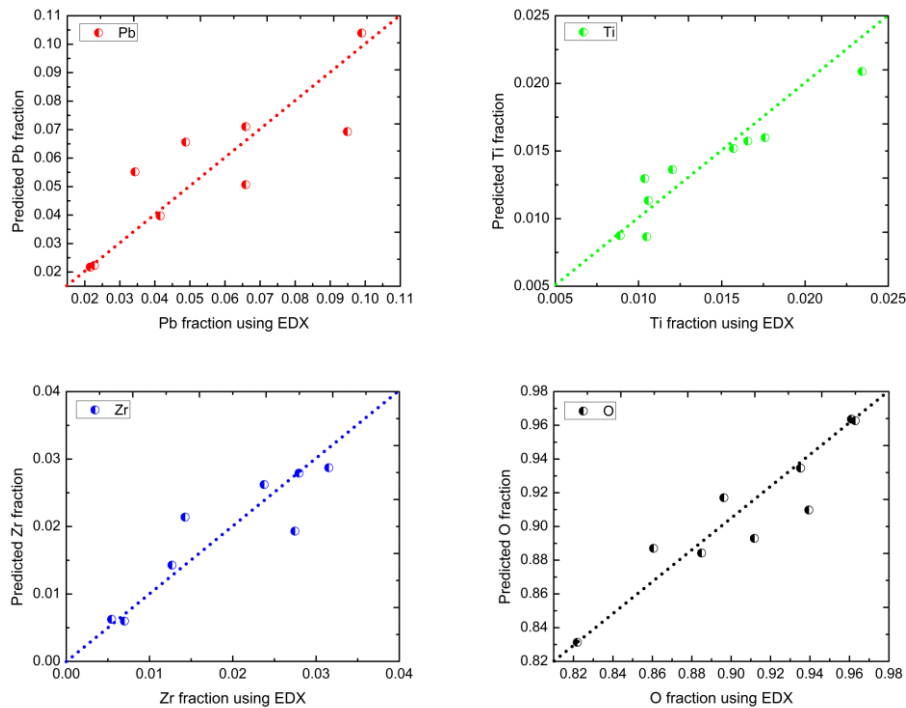 Pb
0.11
0.10
0.09
0.08
0.07
0.06
0.05
0.04
0.03
0.02
Predicted Pb fraction
0.02 0.03 0.04 0.05 0.06 0.07 0.08 0.09 0.10 0.11
Pb fraction using EDX
Ti
0.025
0.020
0.015
0.010
0.005
Predicted Ti fraction
0.005 0.010 0.015 0.020 0.025
Ti fraction using EDX
Zr
0.04
0.03
0.02
0.01
0.00
Predicted Zr fraction
0.00 0.01 0.02 0.03 0.04
Zr fraction using EDX
O
0.98
0.96
0.94
0.92
0.90
0.88
0.86
0.84
0.82
Predicted O fraction
0.82 0.84 0.86 0.88 0.90 0.92 0.94 0.96 0.98
O fraction using EDX